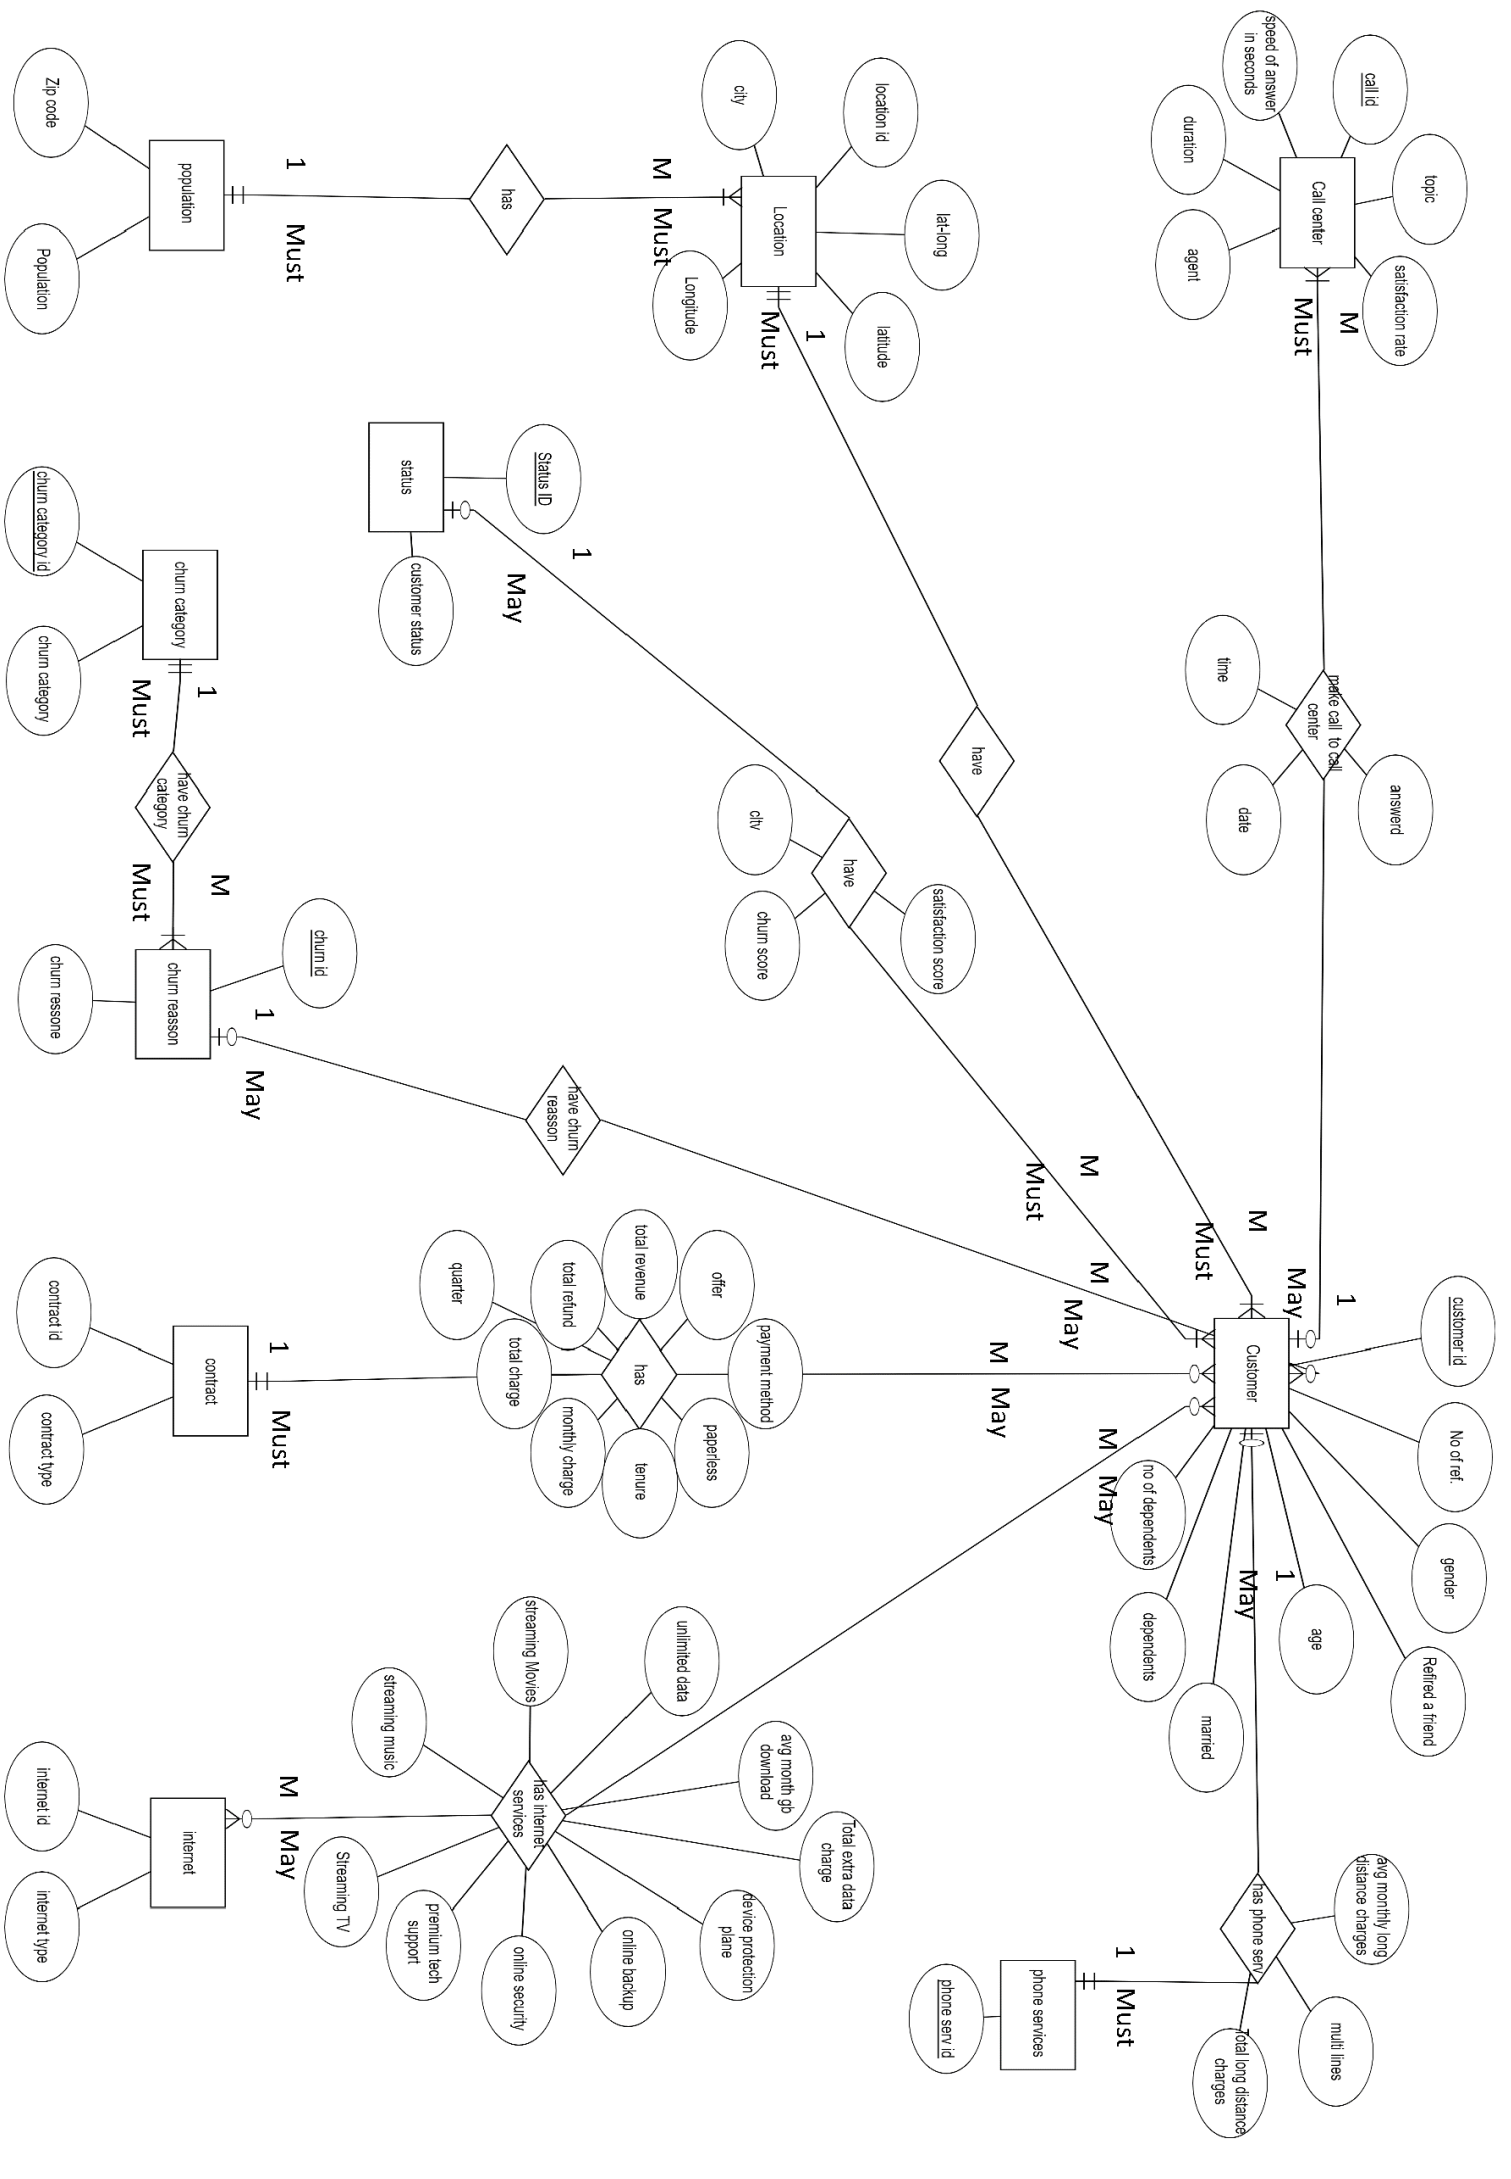 call id
topic
speed of answer
in seconds
Call center
satisfaction rate
duration
agent
M
Must
make call  to call
center
time
answerd
date
1
May
customer id
No of ref.
gender
Refired a friend
age
married
dependents
no of dependents
Customer
1
May
has phone serv
avg monthly long
distance charges
multi lines
Total long distance
charges
1
Must
phone services
phone serv id
location id
lat-long
latitude
city
Location
Longitude
1
Must
have
M
Must
M
Must
has
1
Must
population
Zip code
Population
Status ID
status
customer status
1
May
have
cltv
churn score
satisfaction score
M
Must
churn category
churn category id
churn category
1
Must
have churn
category
M
Must
churn id
churn reasson
churn ressone
1
May
have churn
reasson
M
May
M
May
payment method
offer
paperless
total revenue
has
tenure
total refund
monthly charge
total charge
quarter
1
Must
contract
contract id
contract type
M
May
has internet
services
unlimited data
avg month gb
download
Total extra data
charge
device protection
plane
online backup
online security
premium tech
support
Streaming TV
streaming music
streaming Movies
M
May
internet
internet id
internet type